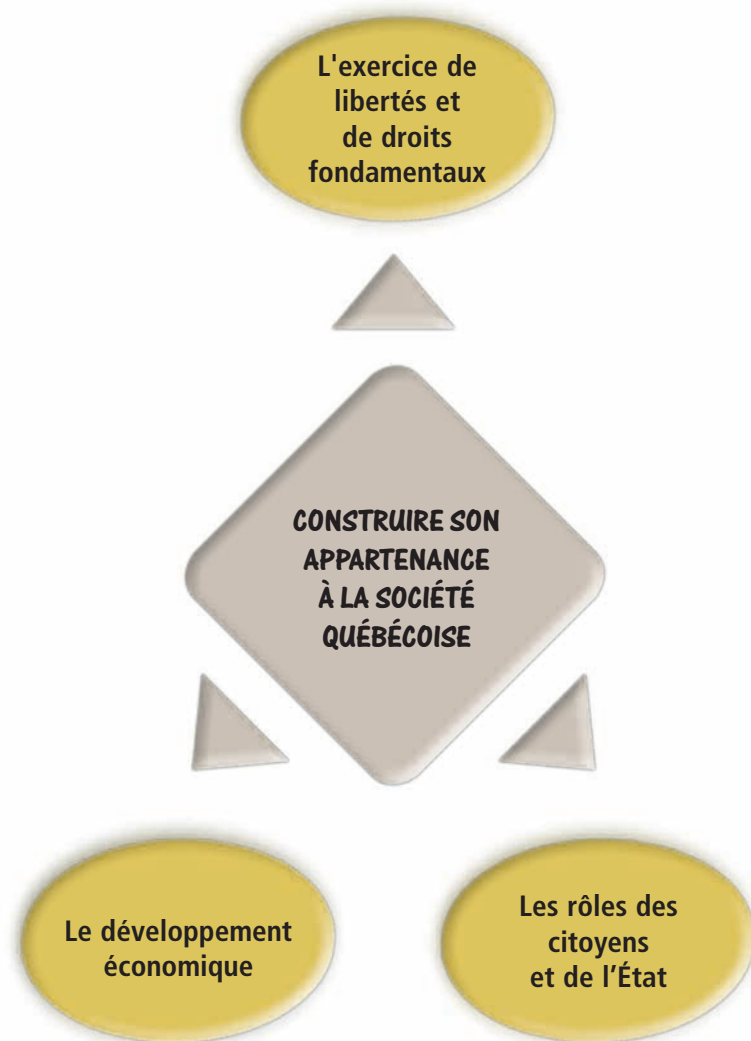 L'exercice de
libertés et
de droits
fondamentaux
CONSTRUIRE SON
APPARTENANCE
À LA SOCIÉTÉ
QUÉBÉCOISE
Le développement
économique
Les rôles des
citoyens
et de l’État